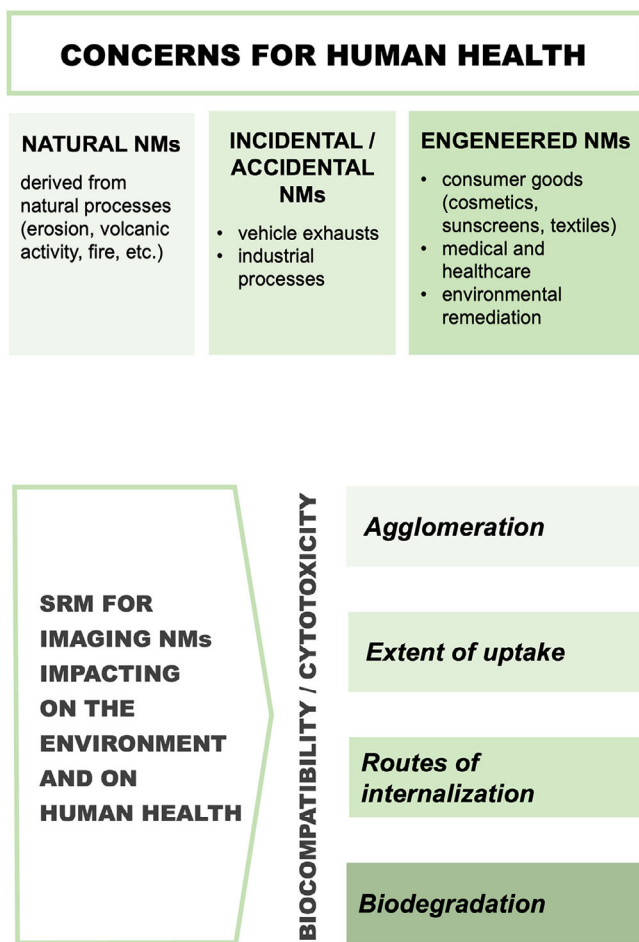 CONCERNS FOR HUMAN HEALTH
NATURAL NMs
derived from
natural processes
(erosion, volcanic
activity, fire, etc.)
INCIDENTAL /
ACCIDENTAL
NMs
• vehicle exhausts
• industrial
processes
ENGENEERED NMs
• consumer goods
(cosmetics,
sunscreens, textiles)
• medical and
healthcare
• environmental
remediation
SRM FOR
IMAGING NMs
IMPACTING
ON THE
ENVIRONMENT
AND ON
HUMAN HEALTH
BIOCOMPATIBILITY / CYTOTOXICITY
Agglomeration
Extent of uptake
Routes of
internalization
Biodegradation